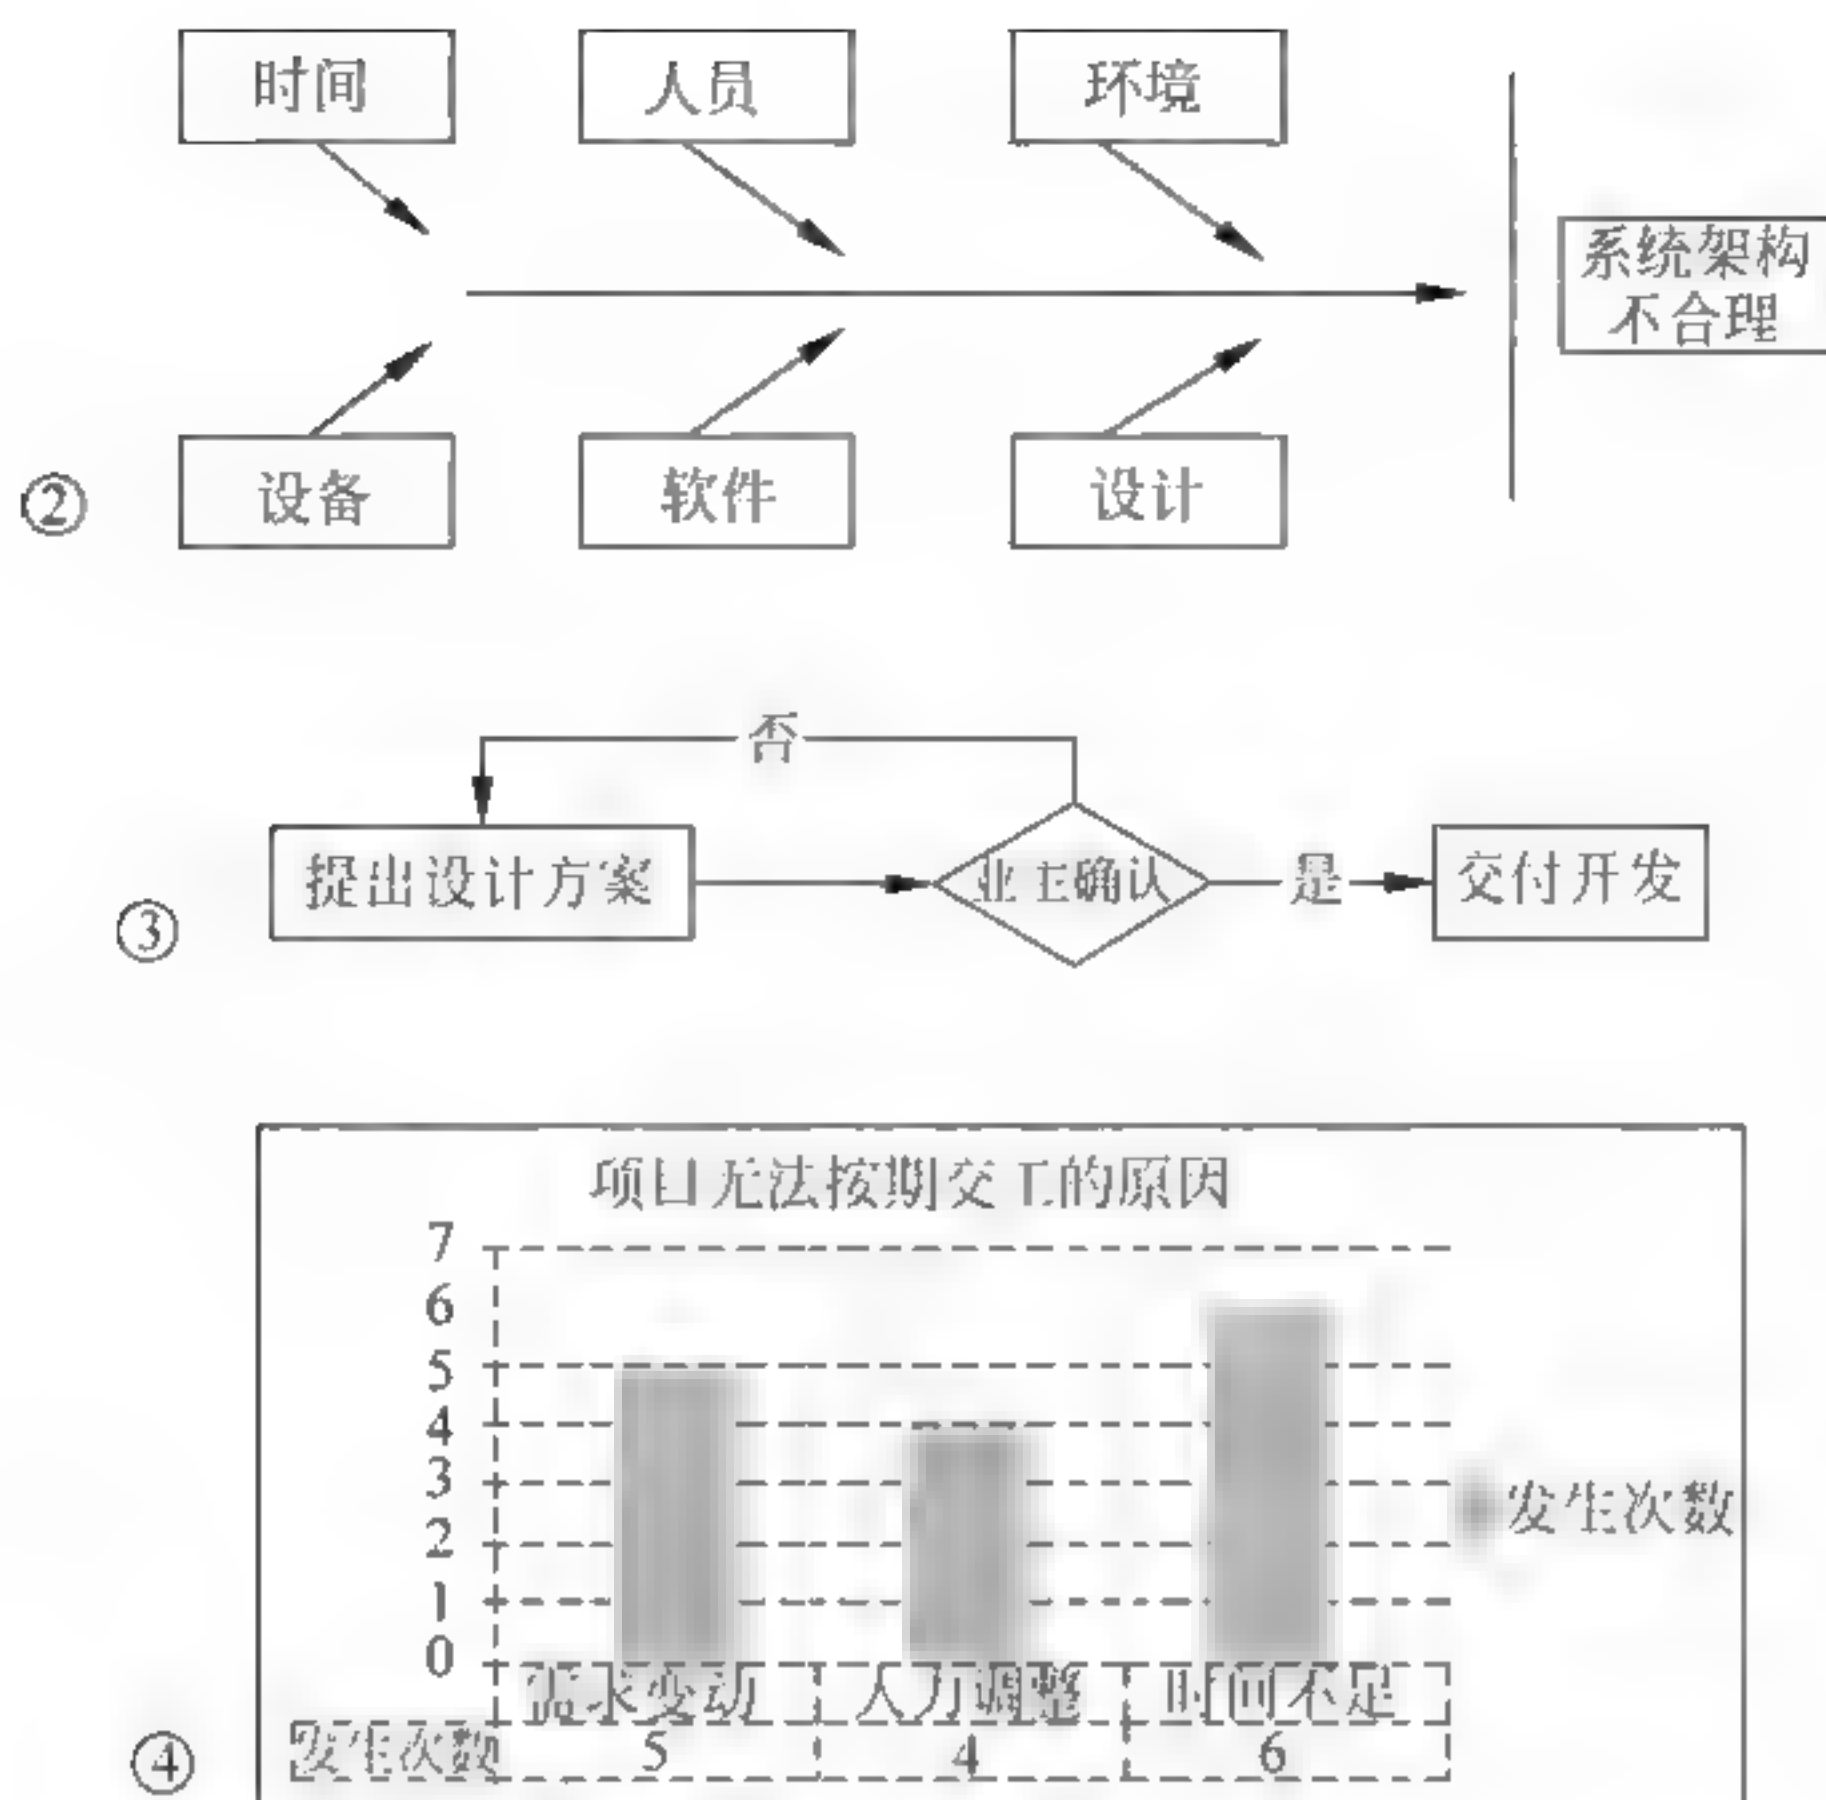 时间 人员 环境
系统架构
不合理
② 设备 软件 设计
否
③ 提出设计方案 业主确认 是 交付开发
项目无法按期交工的原因
7
6
5
4
3
2
1
0
发生次数
需求变动 人力调整 时间不足
④ 发生次数 5 4 6